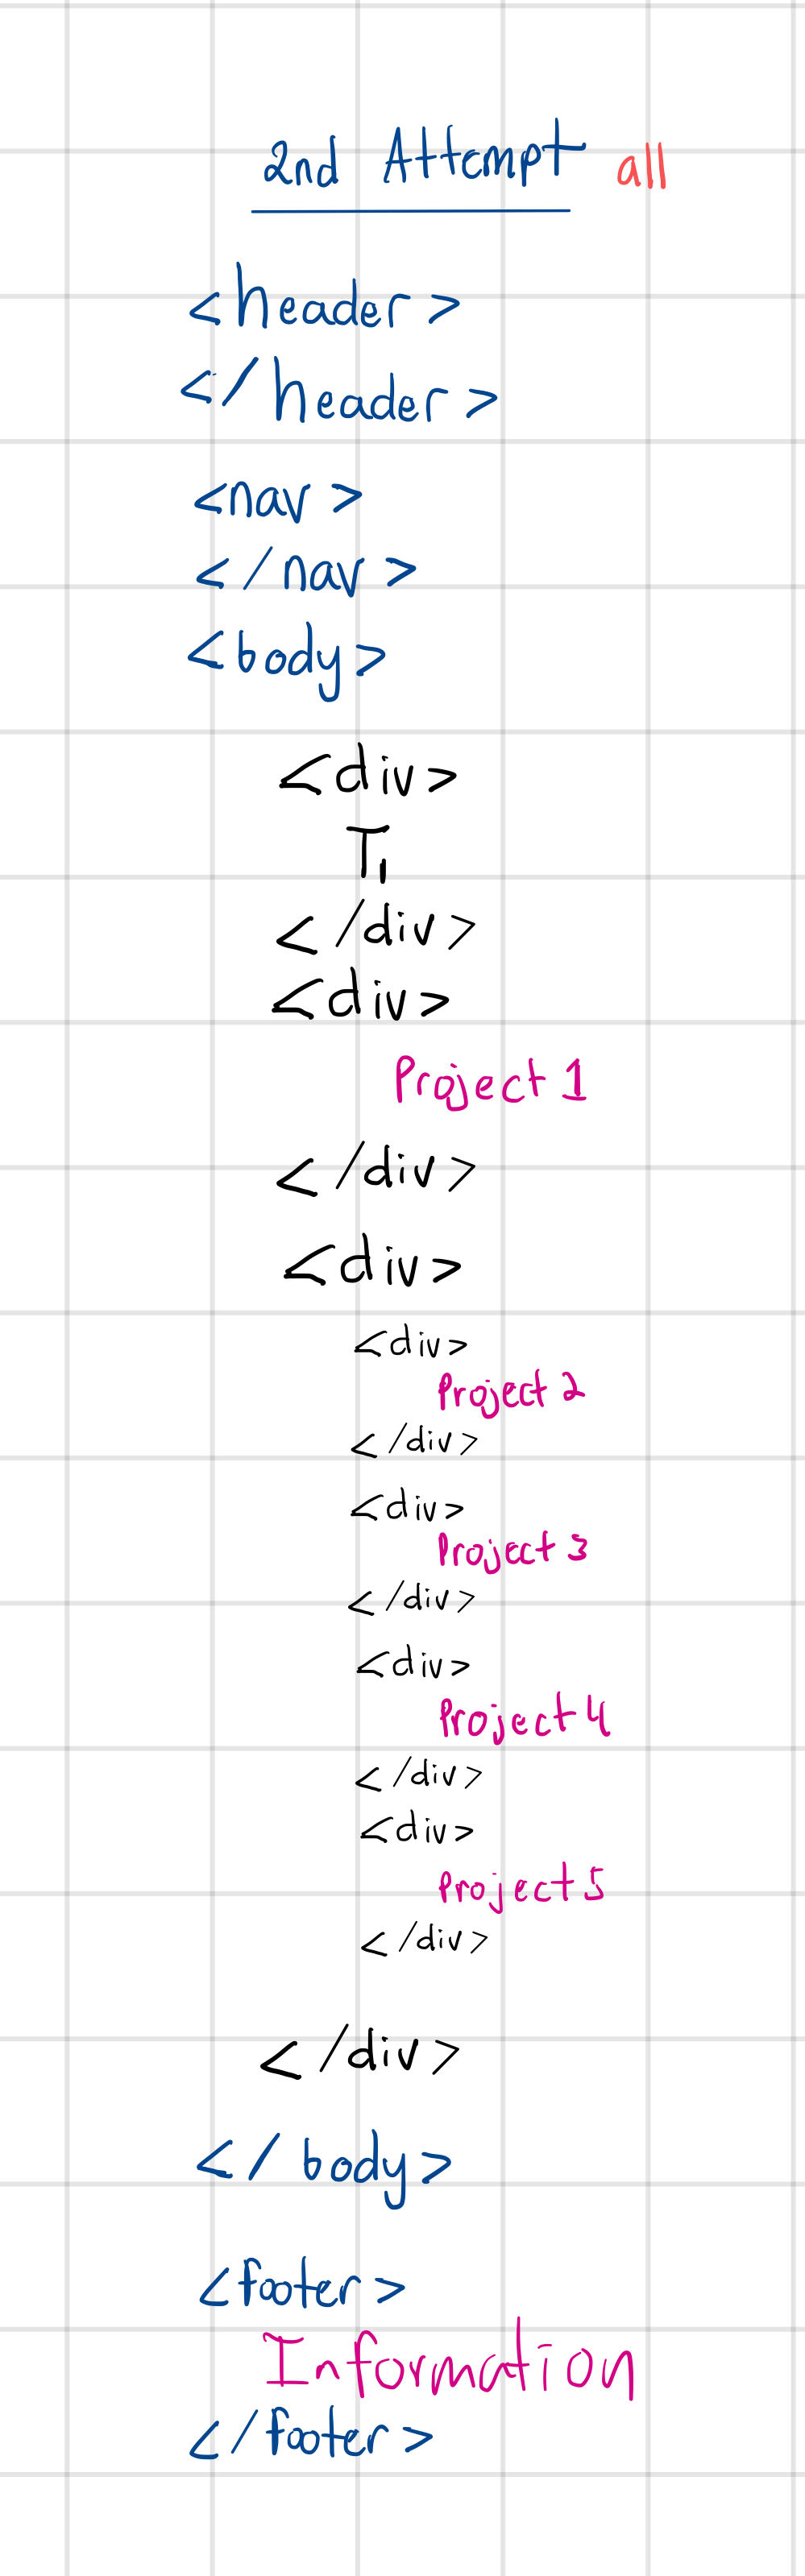 2nd Attempt all
<header>
</header>
<nav>
</nav>
<body>
<div>
T1
</div>
<div>
Project 1
</div>
<div>
<div>
Project 2
</div>
<div>
Project 3
</div>
<div>
Project 4
</div>
<div>
Project 5
</div>
</div>
</body>
<footer>
Information
</footer>